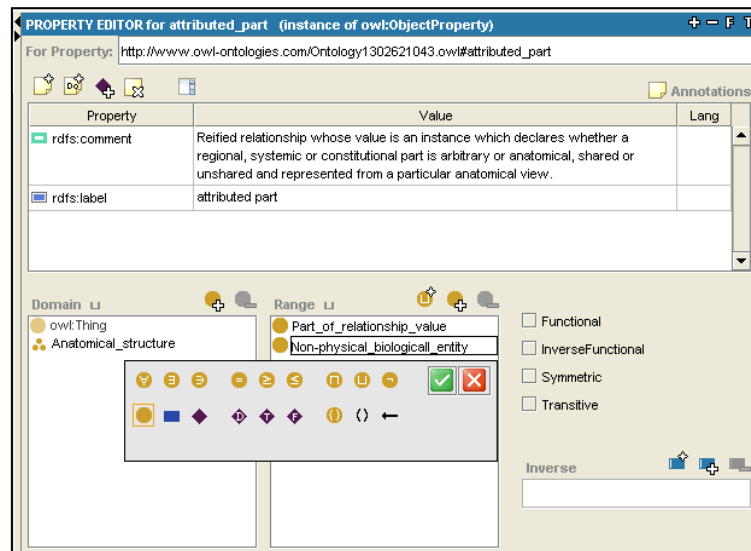 PROPERTY EDITOR for attributed_part (instance of owl:ObjectProperty)
+ − F T
For Property: http://www.owl-ontologies.com/Ontology1302621043.owl#attributed_part
Annotations
Property Value Lang
rdfs:comment
Reified relationship whose value is an instance which declares whether a
regional, systemic or constitutional part is arbitrary or anatomical, shared or
unshared and represented from a particular anatomical view.
rdfs:label attributed part
Domain ⊔
Range ⊔
owl:Thing
Anatomical_structure
Part_of_relationship_value
Non-physical_biologicall_entity
Functional
InverseFunctional
Symmetric
Transitive
∀ ∃ ∋ = ≥ ≤ ⊓ ⊔ ¬
D T F {} () ←
Inverse